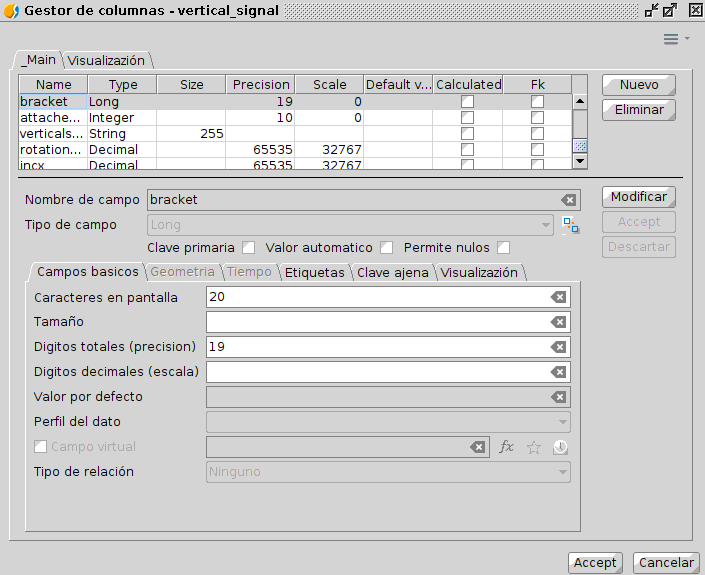 Gestor de columnas - vertical_signal
_Main Visualización
Name Type Size Precision Scale Default v... Calculated Fk
bracket Long 19 0
attache... Integer 10 0
verticals... String 255
rotation... Decimal 65535 32767
incx Decimal 65535 32767
Nuevo
Eliminar
Nombre de campo bracket
Modificar
Tipo de campo Long
Accept
Clave primaria Valor automatico Permite nulos
Descartar
Campos basicos Geometria Tiempo Etiquetas Clave ajena Visualización
Caracteres en pantalla 20
Tamaño
Digitos totales (precision) 19
Digitos decimales (escala)
Valor por defecto
Perfil del dato
Campo virtual fx
Tipo de relación Ninguno
Accept Cancelar